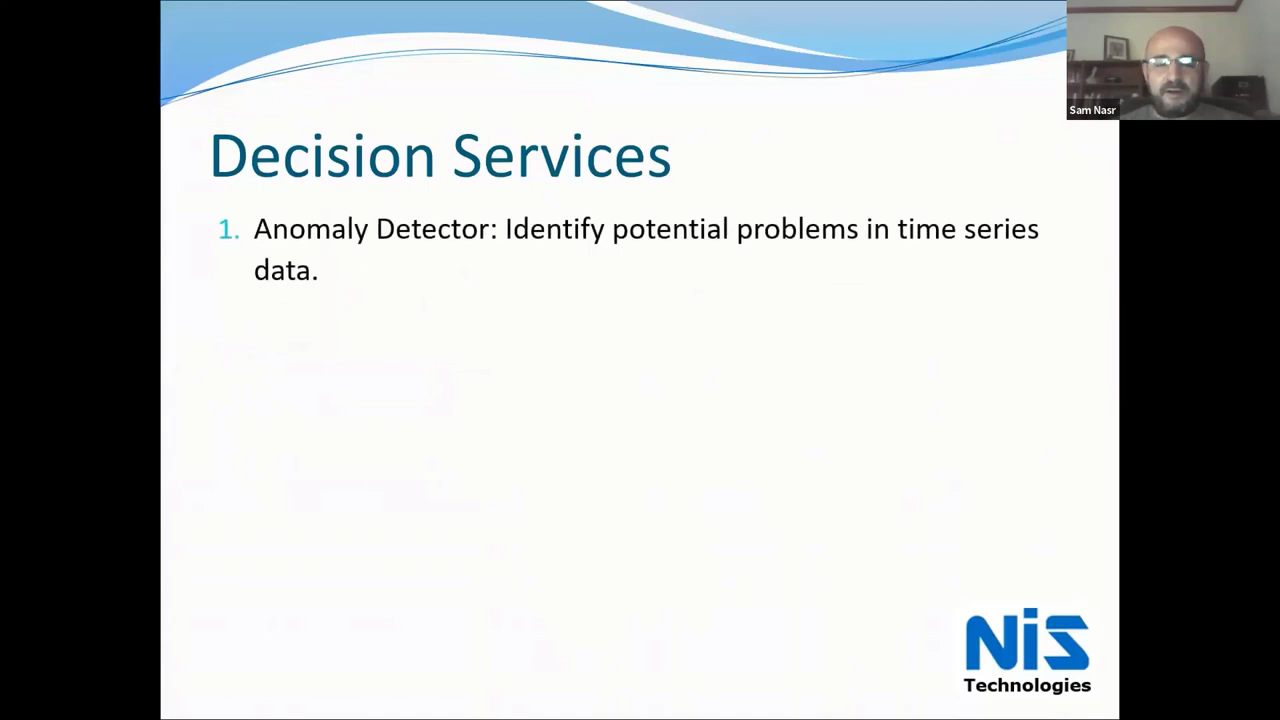 Sam Nasr
Decision Services
1. Anomaly Detector: Identify potential problems in time series
data.
NiS
Technologies